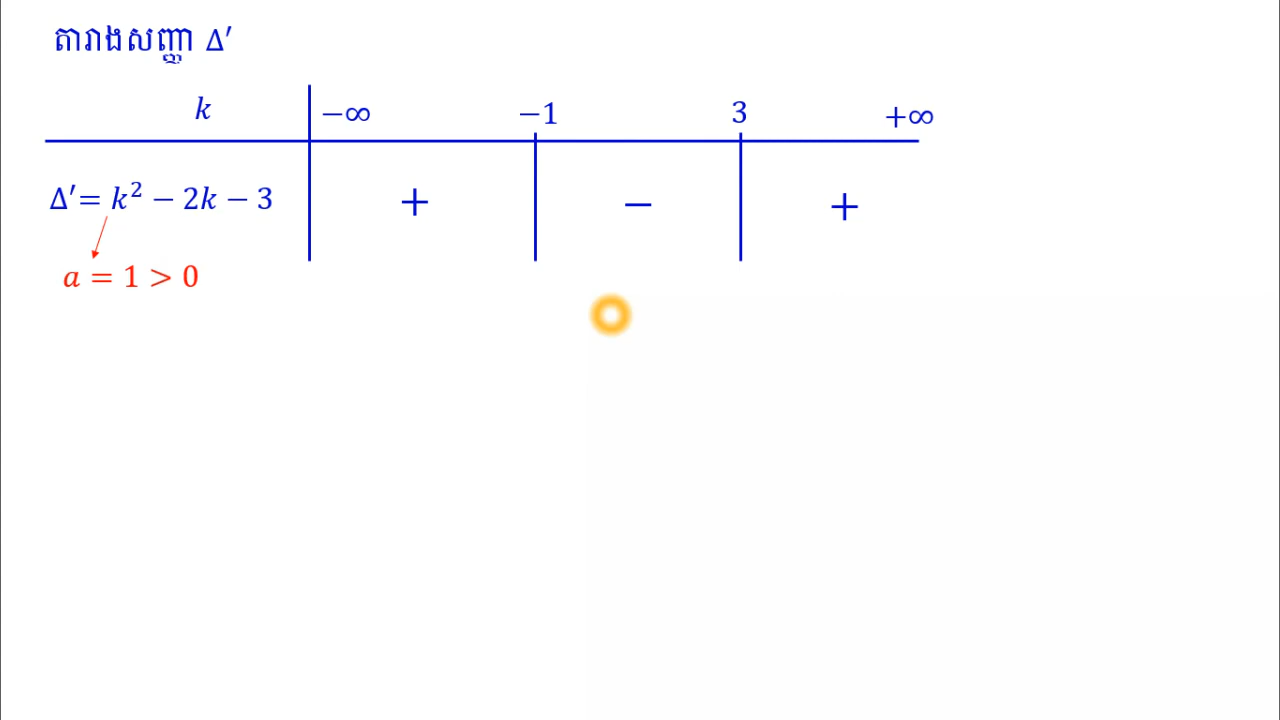 តារាងសញ្ញា Δ′
k −∞ −1 3 +∞
Δ′= k² − 2k − 3 + − +
a = 1 > 0